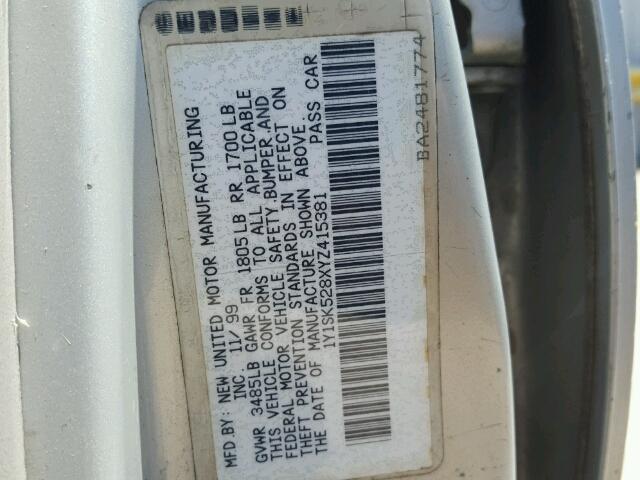 MFD BY: NEW UNITED MOTOR MANUFACTURING
INC. 11/99
GVWR 3485LB GAWR FR 1805LB RR 1700LB
THIS VEHICLE CONFORMS TO ALL APPLICABLE
FEDERAL MOTOR VEHICLE SAFETY.BUMPER.AND
THEFT PREVENTION STANDARDS IN EFFECT ON
THE DATE OF MANUFACTURE SHOWN ABOVE.
1Y1SK528XYZ415381 PASS CAR
BA2481774